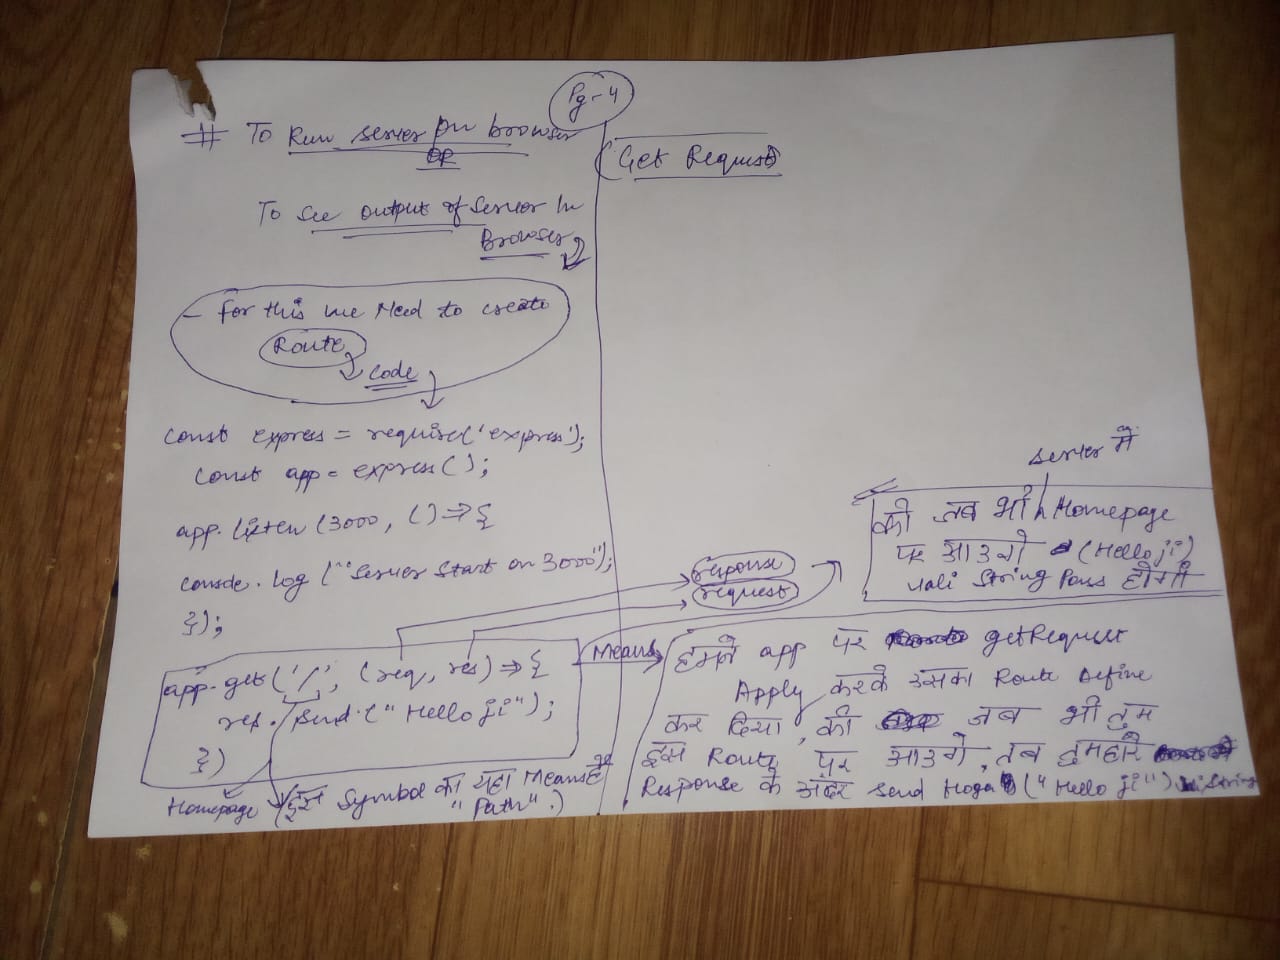 Pg-4
# To Run server on browser
OR
To see output of server In
Browser
- For this we Need to create
Route
code
const express = require('express');
const app = express();
app.listen(3000, () => {
console.log("Server Start on 3000");
});
app.get('/', (req, res) => {
res.send("Hello ji");
})
Homepage
(इस Symbol का यहा Means है
"Path".)
Get Request
server में
की जब भी Homepage
पर आउगे (Hello ji)
वाली String Pass होगी
response
request
Means
हमने app पर getRequest
Apply करके उसका Route Define
कर दिया, की जब भी तुम
इस Route पर आउगे, तब तुमहारे
Response के अंदर send Hoga ("Hello ji") String